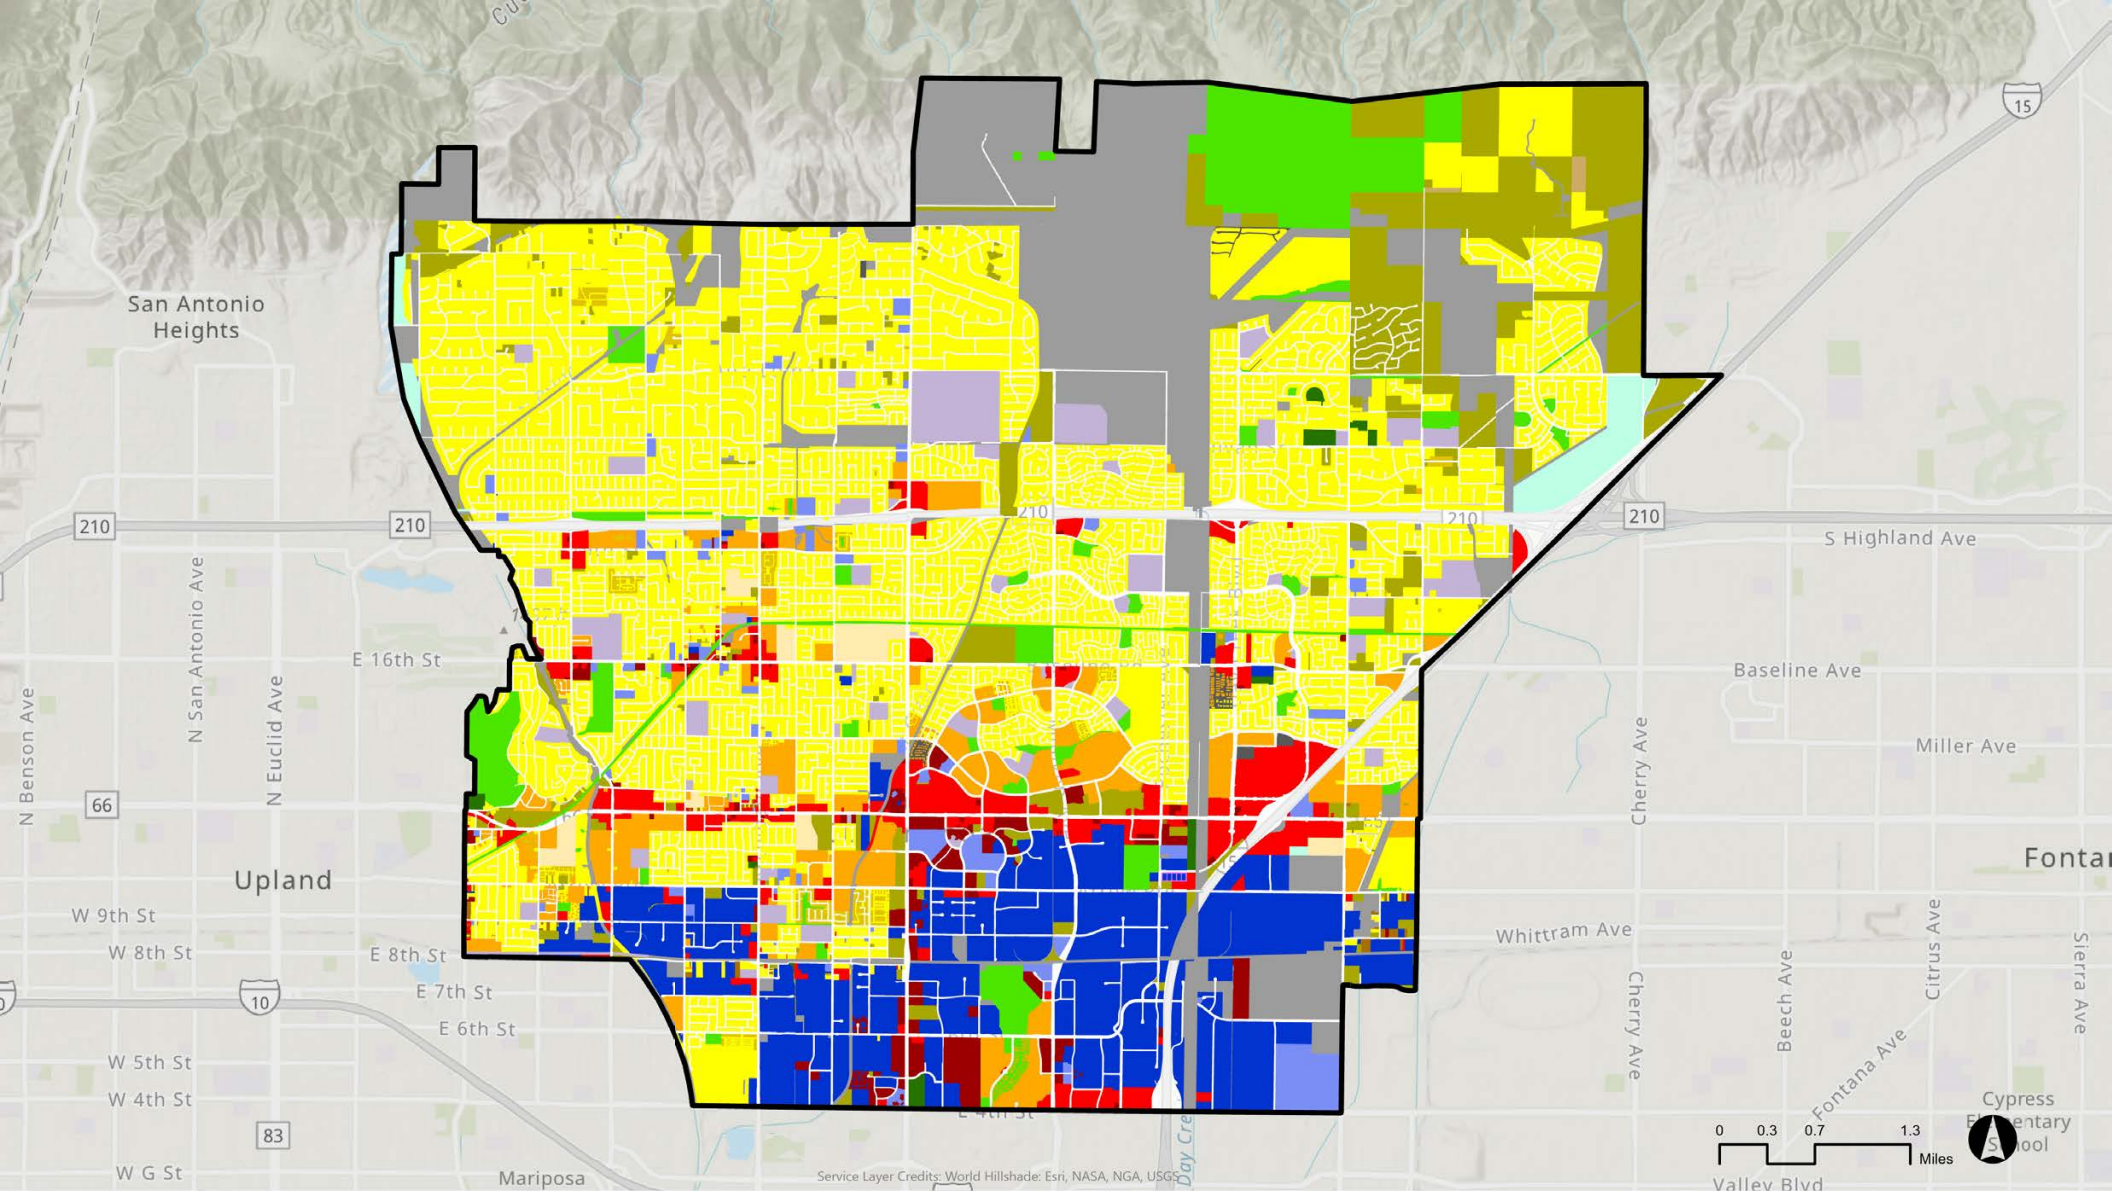 15
San Antonio
Heights
210
210
210
210
210
S Highland Ave
N San Antonio Ave
N Benson Ave
N Euclid Ave
E 16th St
Baseline Ave
Miller Ave
Cherry Ave
66
Upland
W 9th St
W 8th St
E 8th St
Whittram Ave
Citrus Ave
Sierra Ave
Beech Ave
Cherry Ave
10
E 7th St
E 6th St
W 5th St
W 4th St
E 4th St
83
Fontana Ave
Cypress
School
0 0.3 0.7 1.3
Miles
W G St
Mariposa
Service Layer Credits: World Hillshade: Esri, NASA, NGA, USGS
Valley Blvd